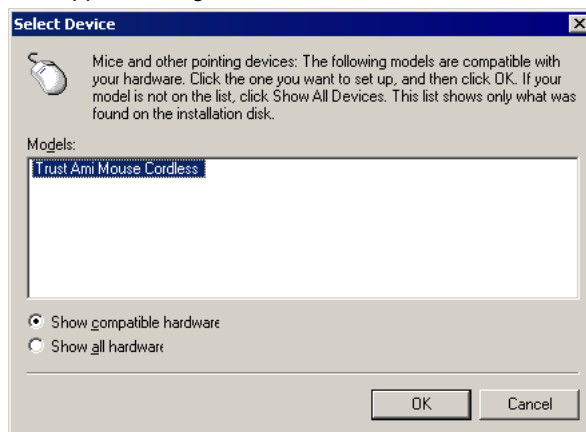 Select Device
Mice and other pointing devices: The following models are compatible with
your hardware. Click the one you want to set up, and then click OK. If your
model is not on the list, click Show All Devices. This list shows only what was
found on the installation disk.
Models:
Trust Ami Mouse Cordless
Show compatible hardware
Show all hardware
OK
Cancel